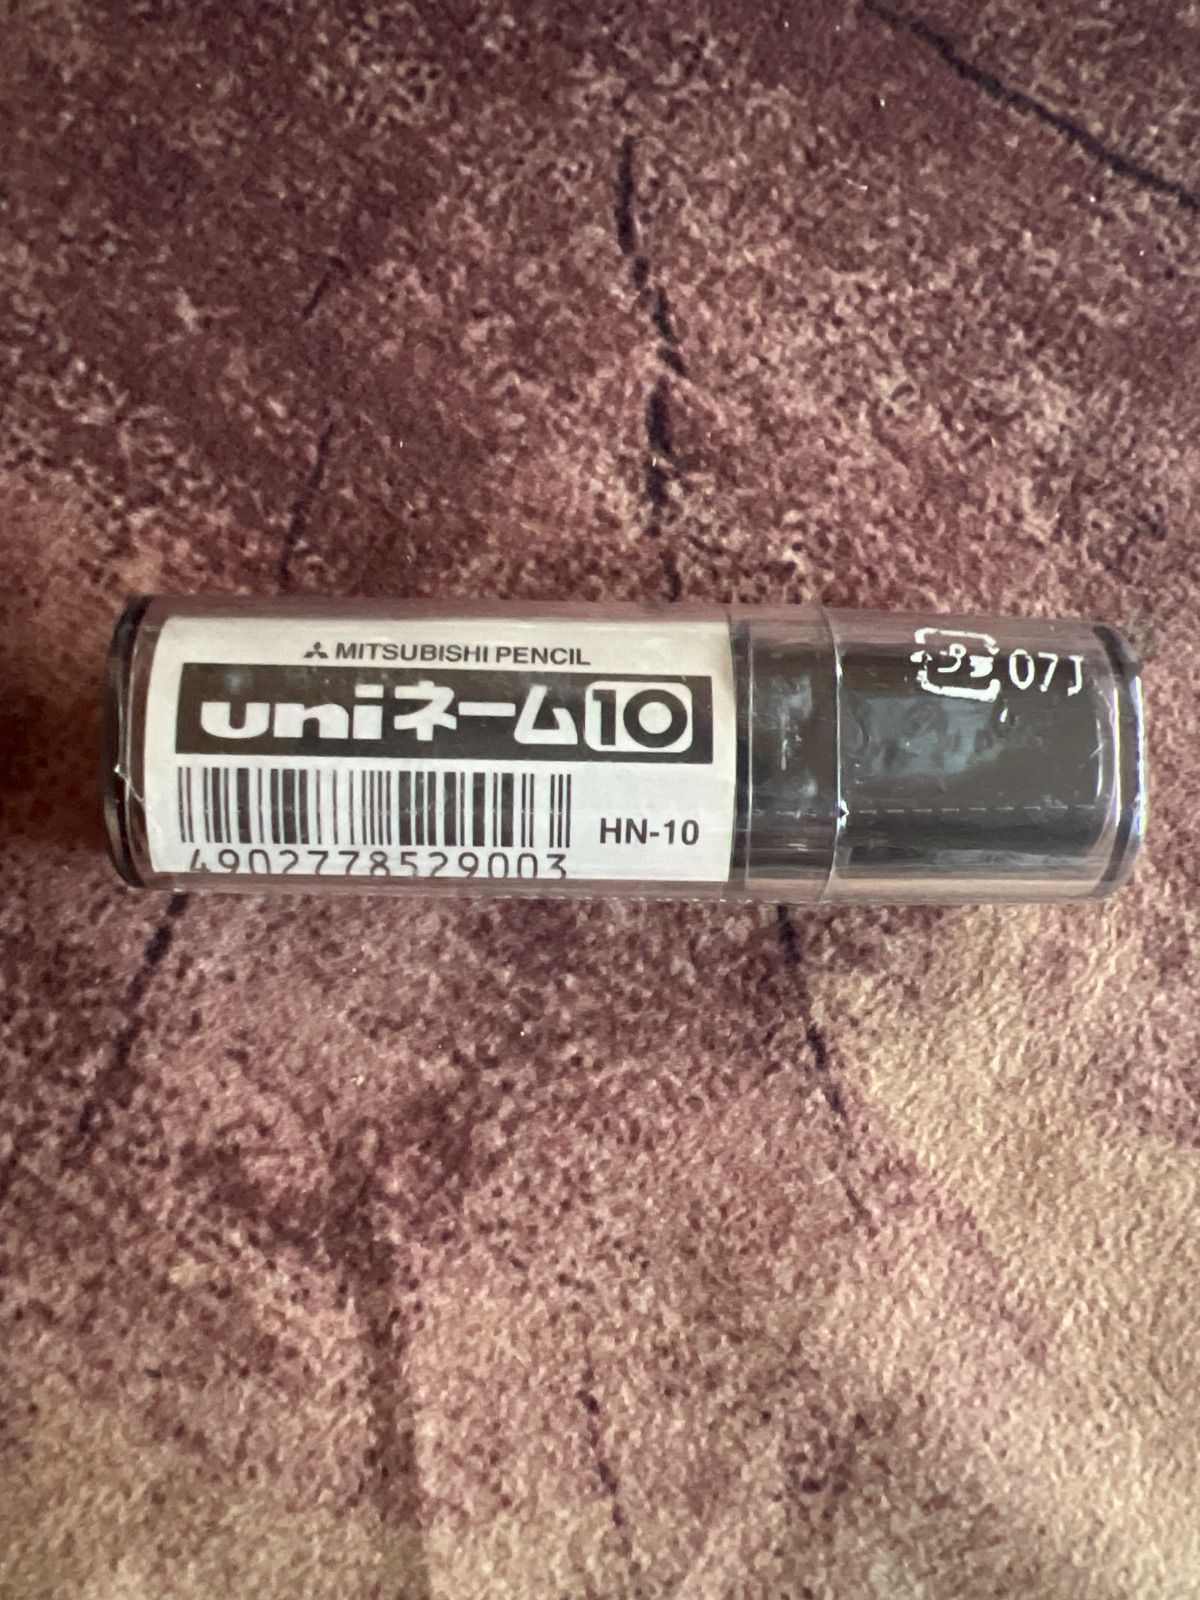 MITSUBISHI PENCIL
uniネーム10
HN-10
4902778529003
07J